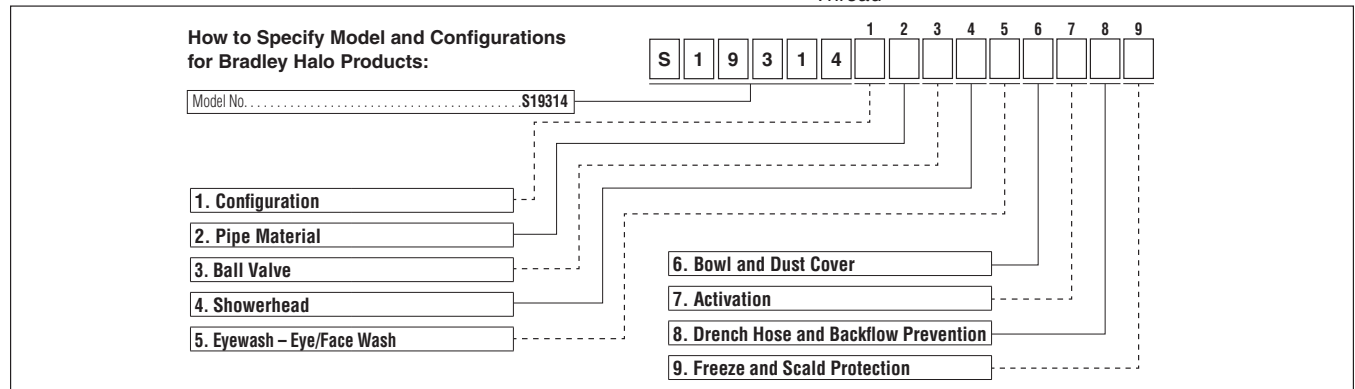 Thread
How to Specify Model and Configurations
for Bradley Halo Products:
1 2 3 4 5 6 7 8 9
S 1 9 3 1 4
Model No. . . . . . . . . . . . . . . . . . . . . . . . . . . . . . . . . . . . . . . . . .S19314
1. Configuration
2. Pipe Material
3. Ball Valve
4. Showerhead
5. Eyewash – Eye/Face Wash
6. Bowl and Dust Cover
7. Activation
8. Drench Hose and Backflow Prevention
9. Freeze and Scald Protection